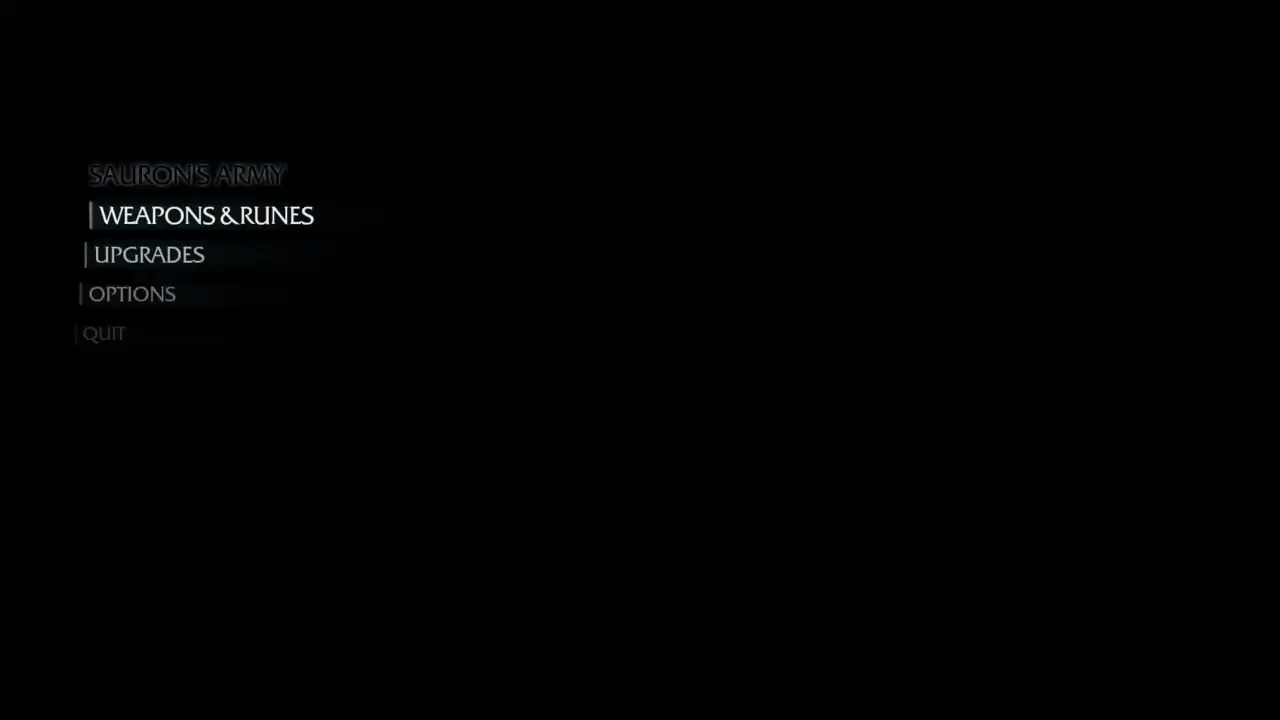 SAURON'S ARMY
WEAPONS & RUNES
UPGRADES
OPTIONS
QUIT